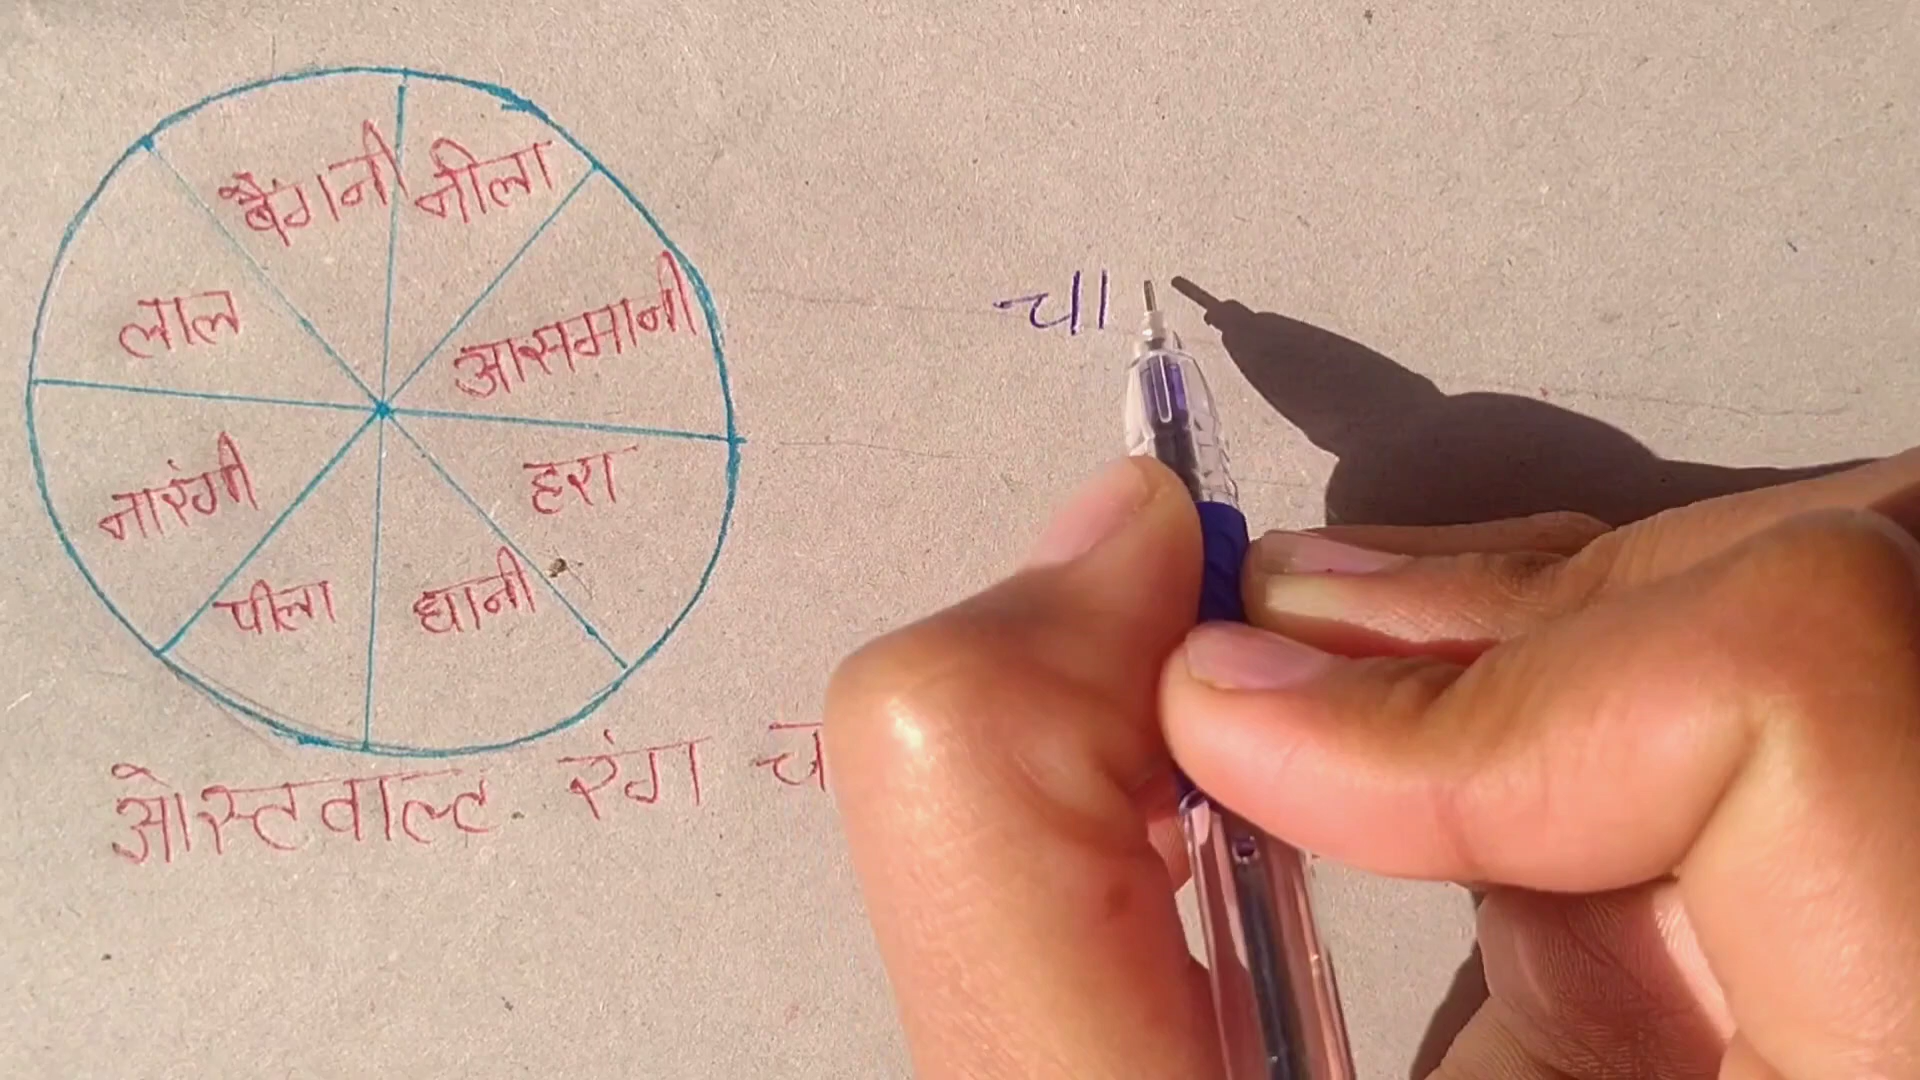 बैंगनी
नीला
लाल
आसमानी
नारंगी
हरा
पीला
धानी
चा
ओस्टवाल्ट रंग च